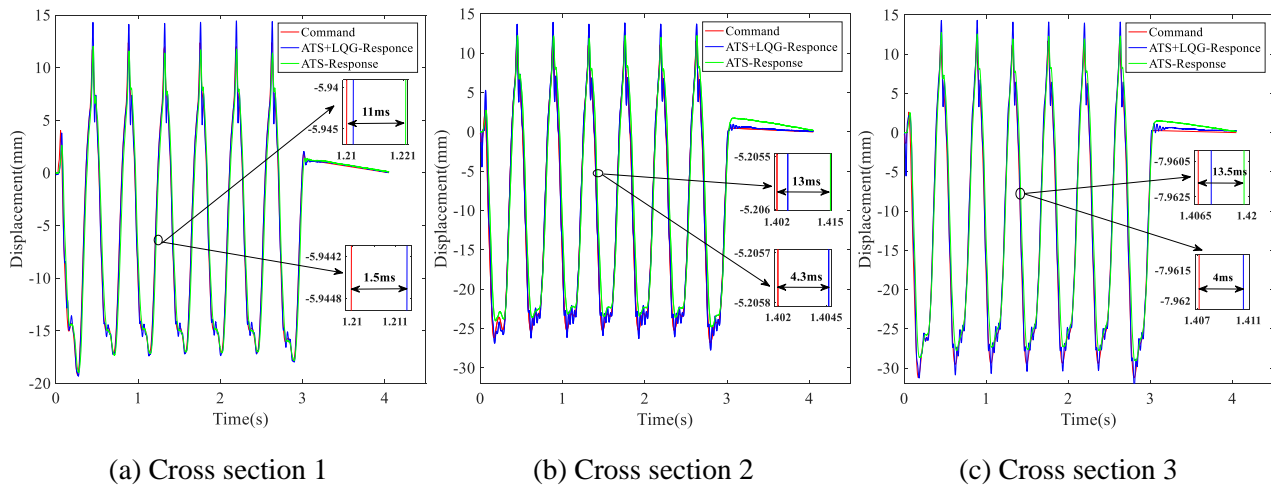 15
10
5
0
-5
-10
-15
-20
Displacement(mm)
0 1 2 3 4
Time(s)
Command
ATS+LQG-Responce
ATS-Response
-5.94
-5.945
11ms
1.21 1.221
-5.9442
-5.9448
1.5ms
1.21 1.211
(a) Cross section 1
15
10
5
0
-5
-10
-15
-20
-25
-30
Displacement(mm)
0 1 2 3 4
Time(s)
Command
ATS+LQG-Responce
ATS-Response
-5.2055
-5.206
13ms
1.402 1.415
-5.2057
-5.2058
4.3ms
1.402 1.4045
(b) Cross section 2
15
10
5
0
-5
-10
-15
-20
-25
-30
Displacement(mm)
0 1 2 3 4
Time(s)
Command
ATS+LQG-Responce
ATS-Response
-7.9605
-7.9625
13.5ms
1.4065 1.42
-7.9615
-7.962
4ms
1.407 1.411
(c) Cross section 3